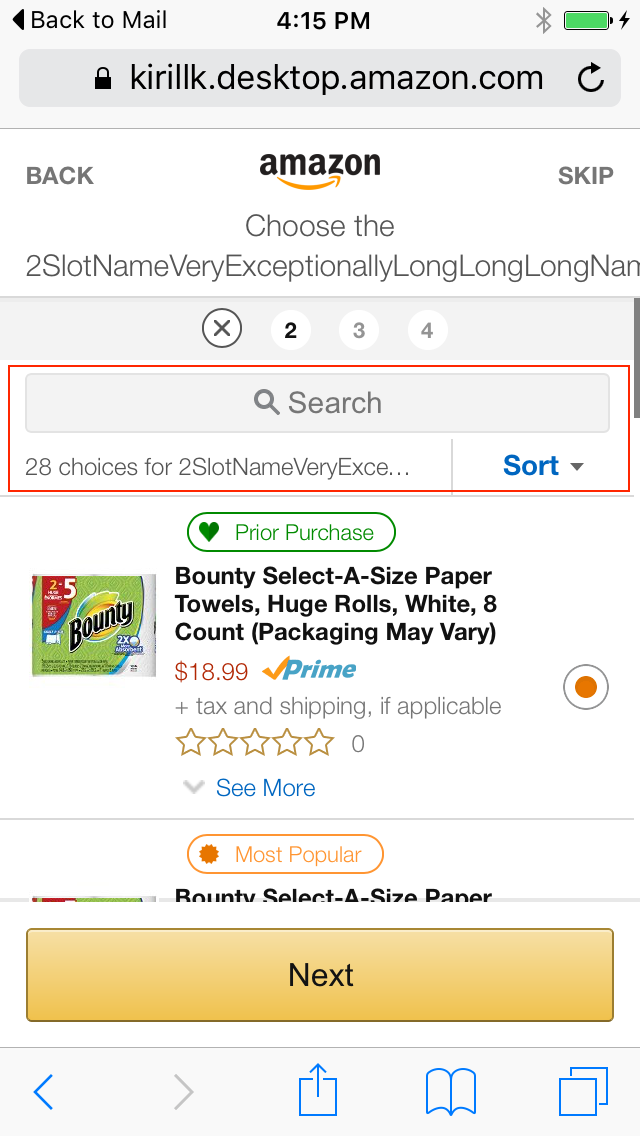 Back to Mail 4:15 PM
kirillk.desktop.amazon.com
BACK amazon SKIP
Choose the
2SlotNameVeryExceptionallyLongLongLongNam
2 3 4
Search
28 choices for 2SlotNameVeryExce... Sort
Prior Purchase
Bounty Select-A-Size Paper
Towels, Huge Rolls, White, 8
Count (Packaging May Vary)
Bounty
2X
$18.99 Prime
+ tax and shipping, if applicable
0
See More
Most Popular
Bounty Select-A-Size Paper
Next